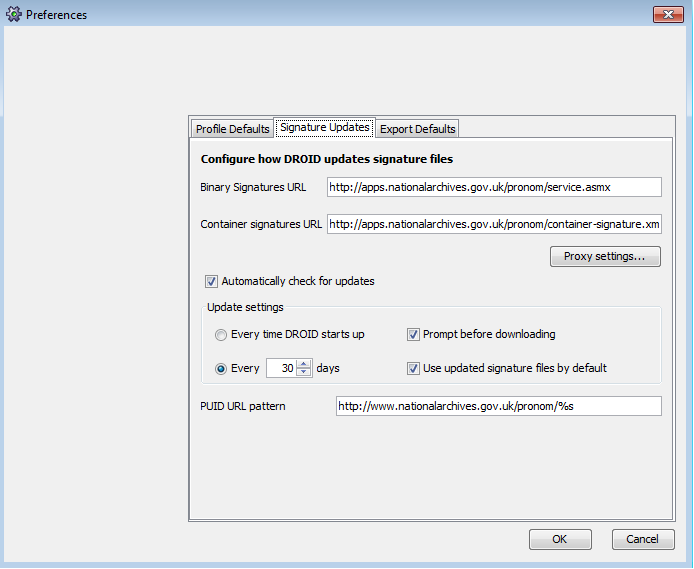 Preferences
Profile Defaults Signature Updates Export Defaults
Configure how DROID updates signature files
Binary Signatures URL http://apps.nationalarchives.gov.uk/pronom/service.asmx
Container signatures URL http://apps.nationalarchives.gov.uk/pronom/container-signature.xm
Proxy settings...
Automatically check for updates
Update settings
Every time DROID starts up Prompt before downloading
Every 30 days Use updated signature files by default
PUID URL pattern http://www.nationalarchives.gov.uk/pronom/%s
OK Cancel